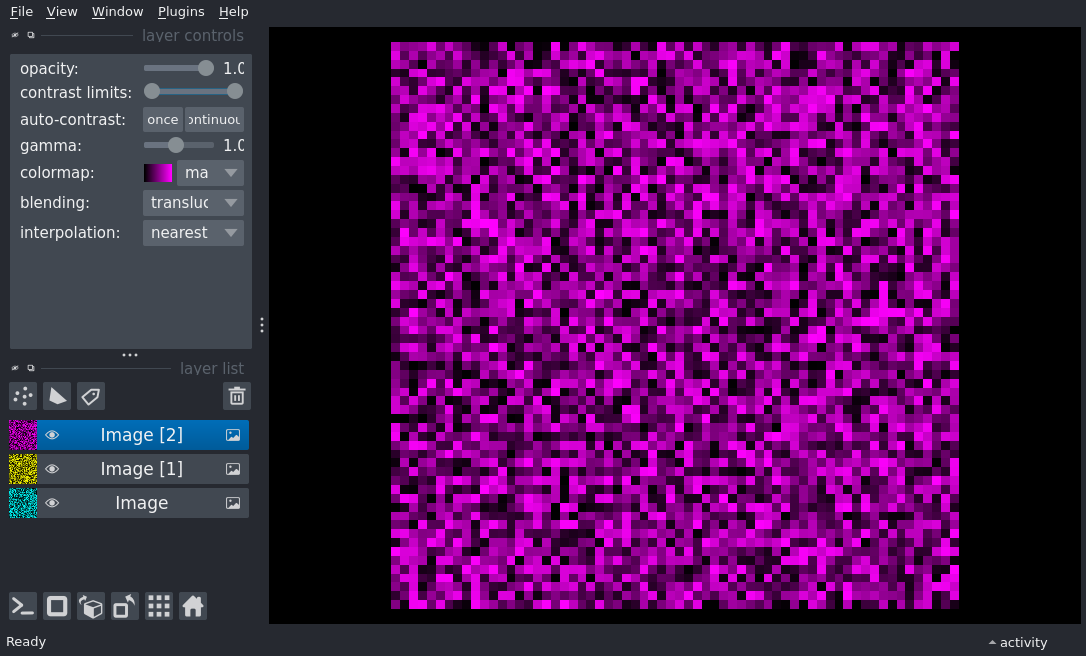 File View Window Plugins Help
layer controls
opacity: 1.0
contrast limits:
auto-contrast: once ontinuou
gamma: 1.0
colormap: ma
blending: transluc
interpolation: nearest
layer list
Image [2]
Image [1]
Image
Ready
activity